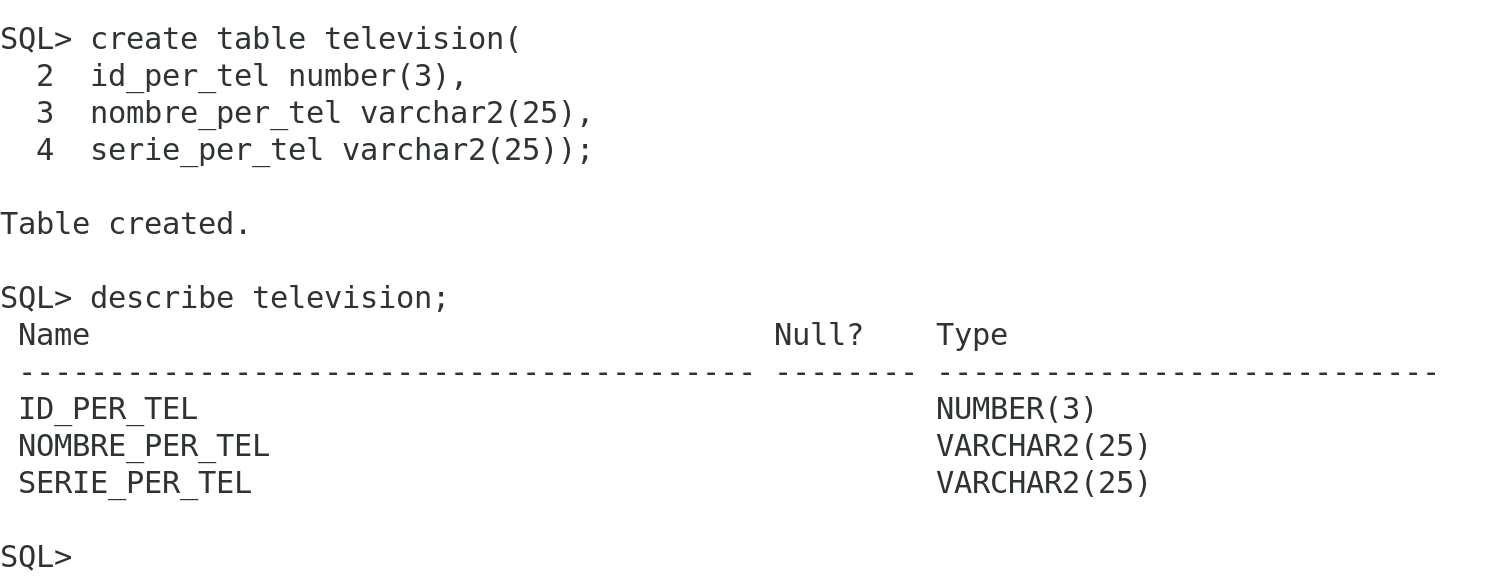 SQL> create table television(
  2  id_per_tel number(3),
  3  nombre_per_tel varchar2(25),
  4  serie_per_tel varchar2(25));
Table created.
SQL> describe television;
 Name                                      Null?    Type
 ----------------------------------------- -------- ----------------------------
 ID_PER_TEL                                         NUMBER(3)
 NOMBRE_PER_TEL                                     VARCHAR2(25)
 SERIE_PER_TEL                                      VARCHAR2(25)
SQL>